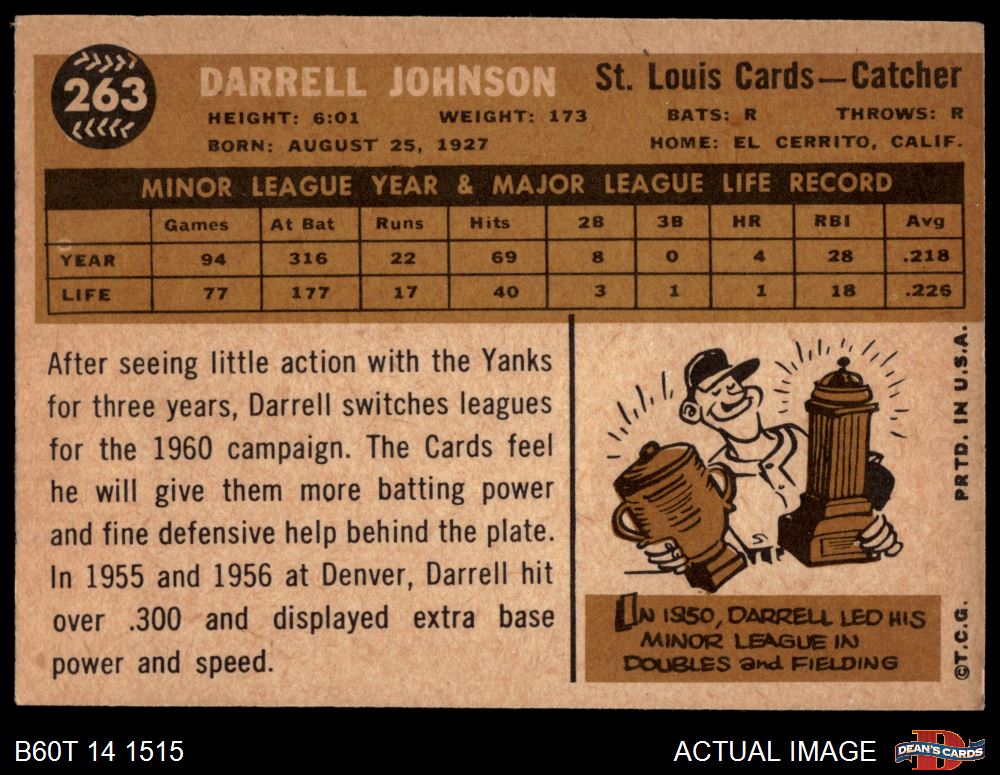 263
DARRELL JOHNSON St. Louis Cards—Catcher
HEIGHT: 6:01 WEIGHT: 173 BATS: R THROWS: R
BORN: AUGUST 25, 1927 HOME: EL CERRITO, CALIF.
MINOR LEAGUE YEAR & MAJOR LEAGUE LIFE RECORD
Games At Bat Runs Hits 2B 3B HR RBI Avg
YEAR 94 316 22 69 8 0 4 28 .218
LIFE 77 177 17 40 3 1 1 18 .226
After seeing little action with the Yanks
for three years, Darrell switches leagues
for the 1960 campaign. The Cards feel
he will give them more batting power
and fine defensive help behind the plate.
In 1955 and 1956 at Denver, Darrell hit
over .300 and displayed extra base
power and speed.
IN 1950, DARRELL LED HIS
MINOR LEAGUE IN
DOUBLES and FIELDING
©T.C.G. PRTD. IN U.S.A.
B60T 14 1515
ACTUAL IMAGE
B
DEAN'S CARDS